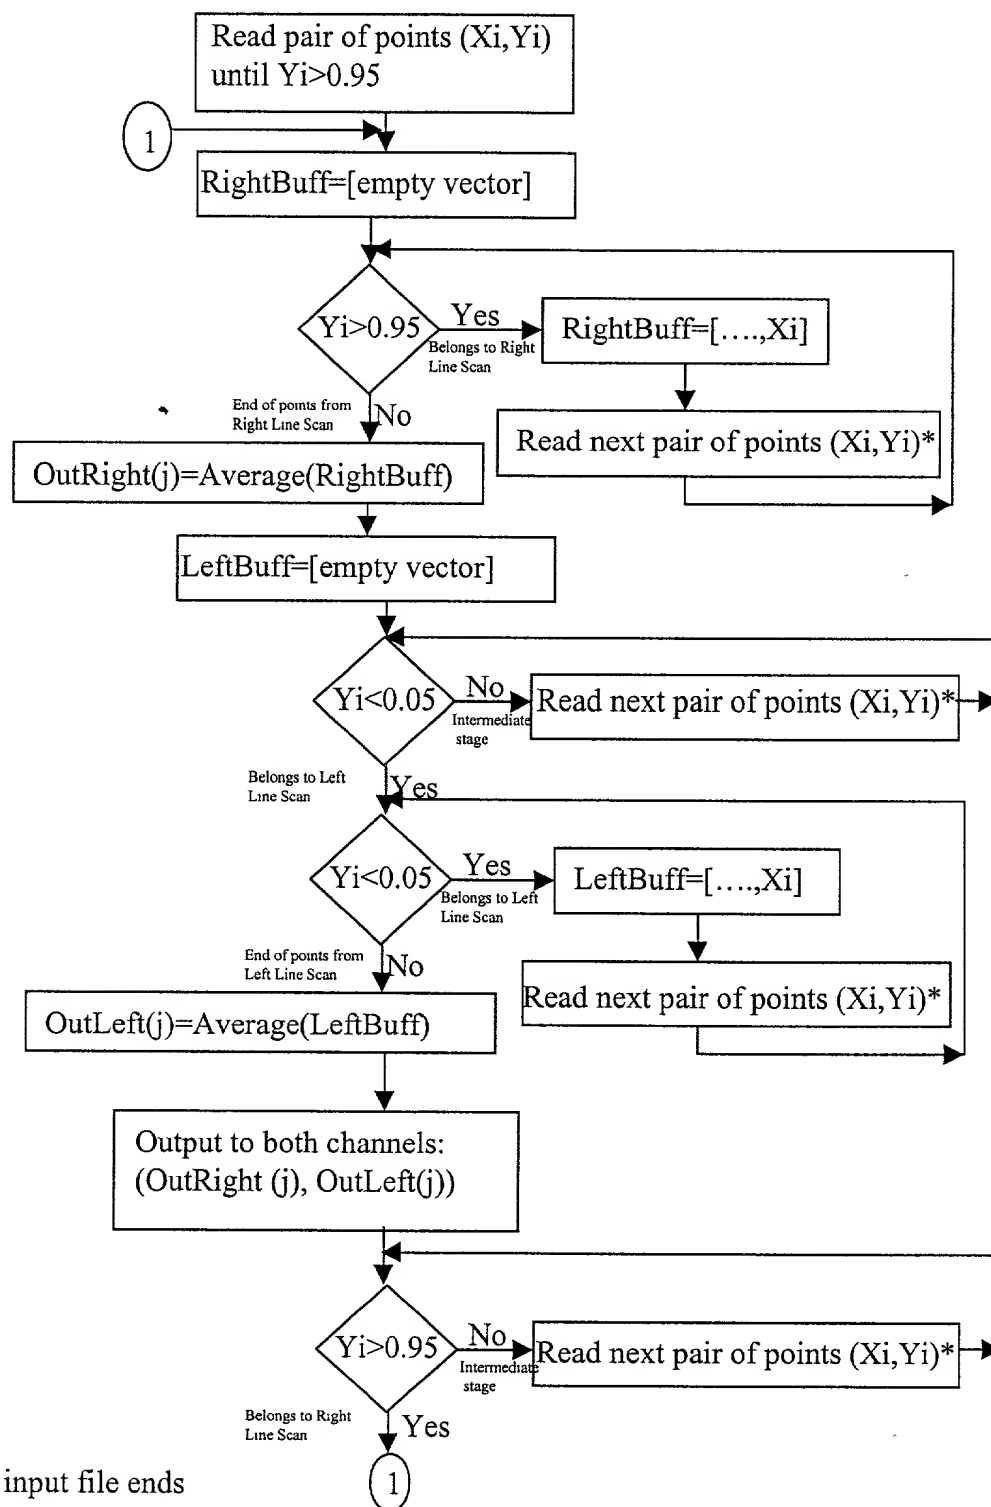 Read pair of points (Xi,Yi)
until Yi>0.95
1
RightBuff=[empty vector]
Yi>0.95
Yes
Belongs to Right
Line Scan
RightBuff=[....,Xi]
Read next pair of points (Xi,Yi)*
End of points from
Right Line Scan
No
OutRight(j)=Average(RightBuff)
LeftBuff=[empty vector]
Yi<0.05
No
Intermediate
stage
Read next pair of points (Xi,Yi)*
Belongs to Left
Line Scan
Yes
Yi<0.05
Yes
Belongs to Left
Line Scan
LeftBuff=[....,Xi]
Read next pair of points (Xi,Yi)*
End of points from
Left Line Scan
No
OutLeft(j)=Average(LeftBuff)
Output to both channels:
(OutRight (j), OutLeft(j))
Yi>0.95
No
Intermediate
stage
Read next pair of points (Xi,Yi)*
Belongs to Right
Line Scan
Yes
input file ends
1